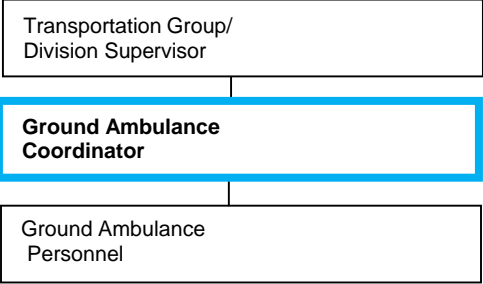 Transportation Group/
Division Supervisor
Ground Ambulance
Coordinator
Ground Ambulance
Personnel